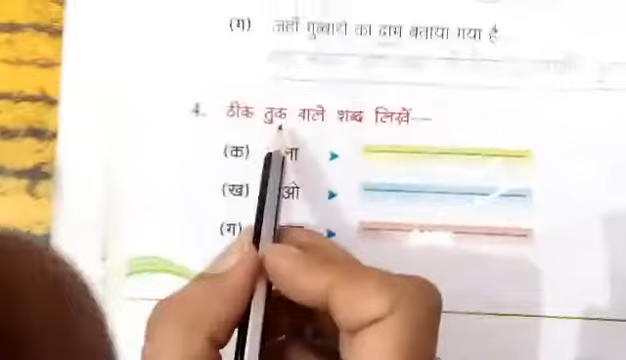 (ग) जहाँ गुब्बारों का दाम बताया गया है
4. ठीक तुक वाले शब्द लिखें—
(क)
(ख)
(ग)